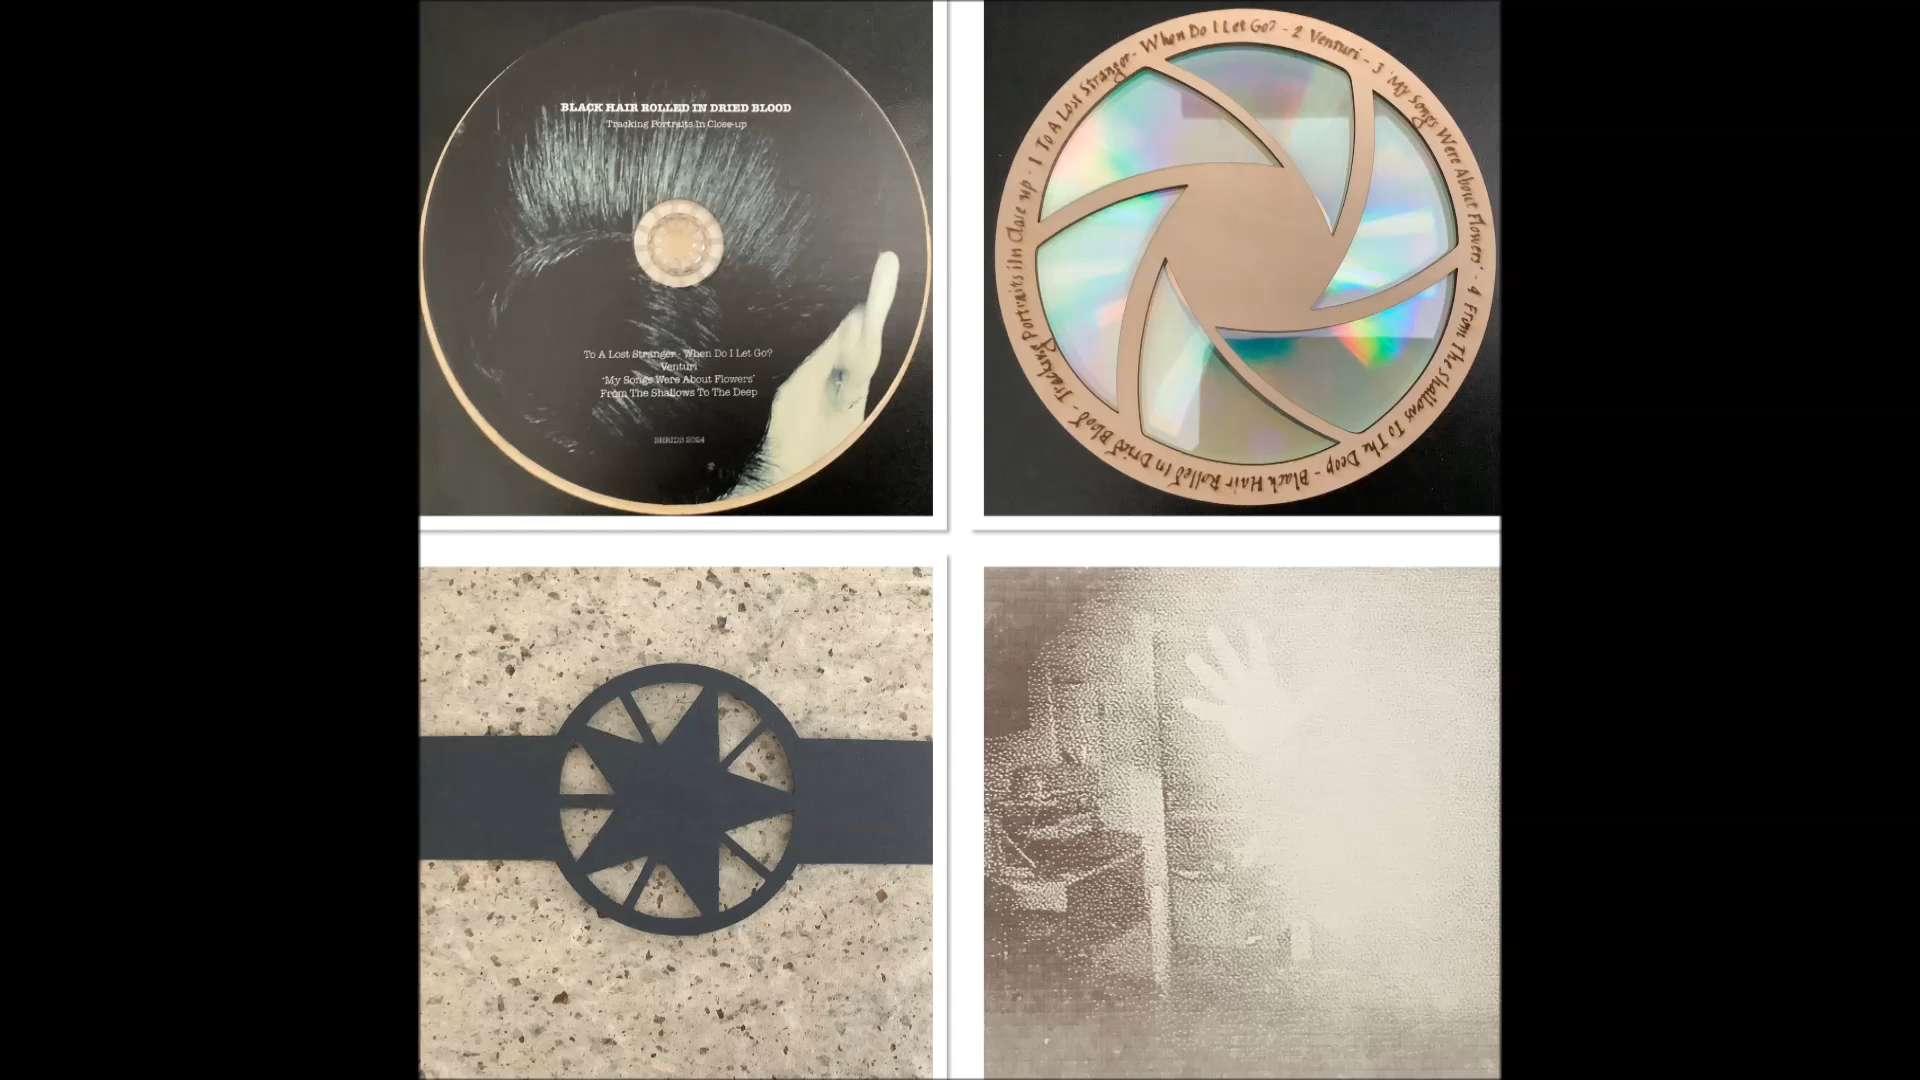 BLACK HAIR ROLLED IN DRIED BLOOD
Tracking Portraits In Close-up
To A Lost Stranger - When Do I Let Go?
Venturi
'My Songs Were About Flowers'
From The Shallows To The Deep
BHRIDB 2024
1 To A Lost Stranger - When Do I Let Go? - 2 Venturi - 3 'My Songs Were About Flowers' - 4 From The Shallows To The Deep - Black Hair Rolled In Dried Blood - Tracking Portraits In Close up -